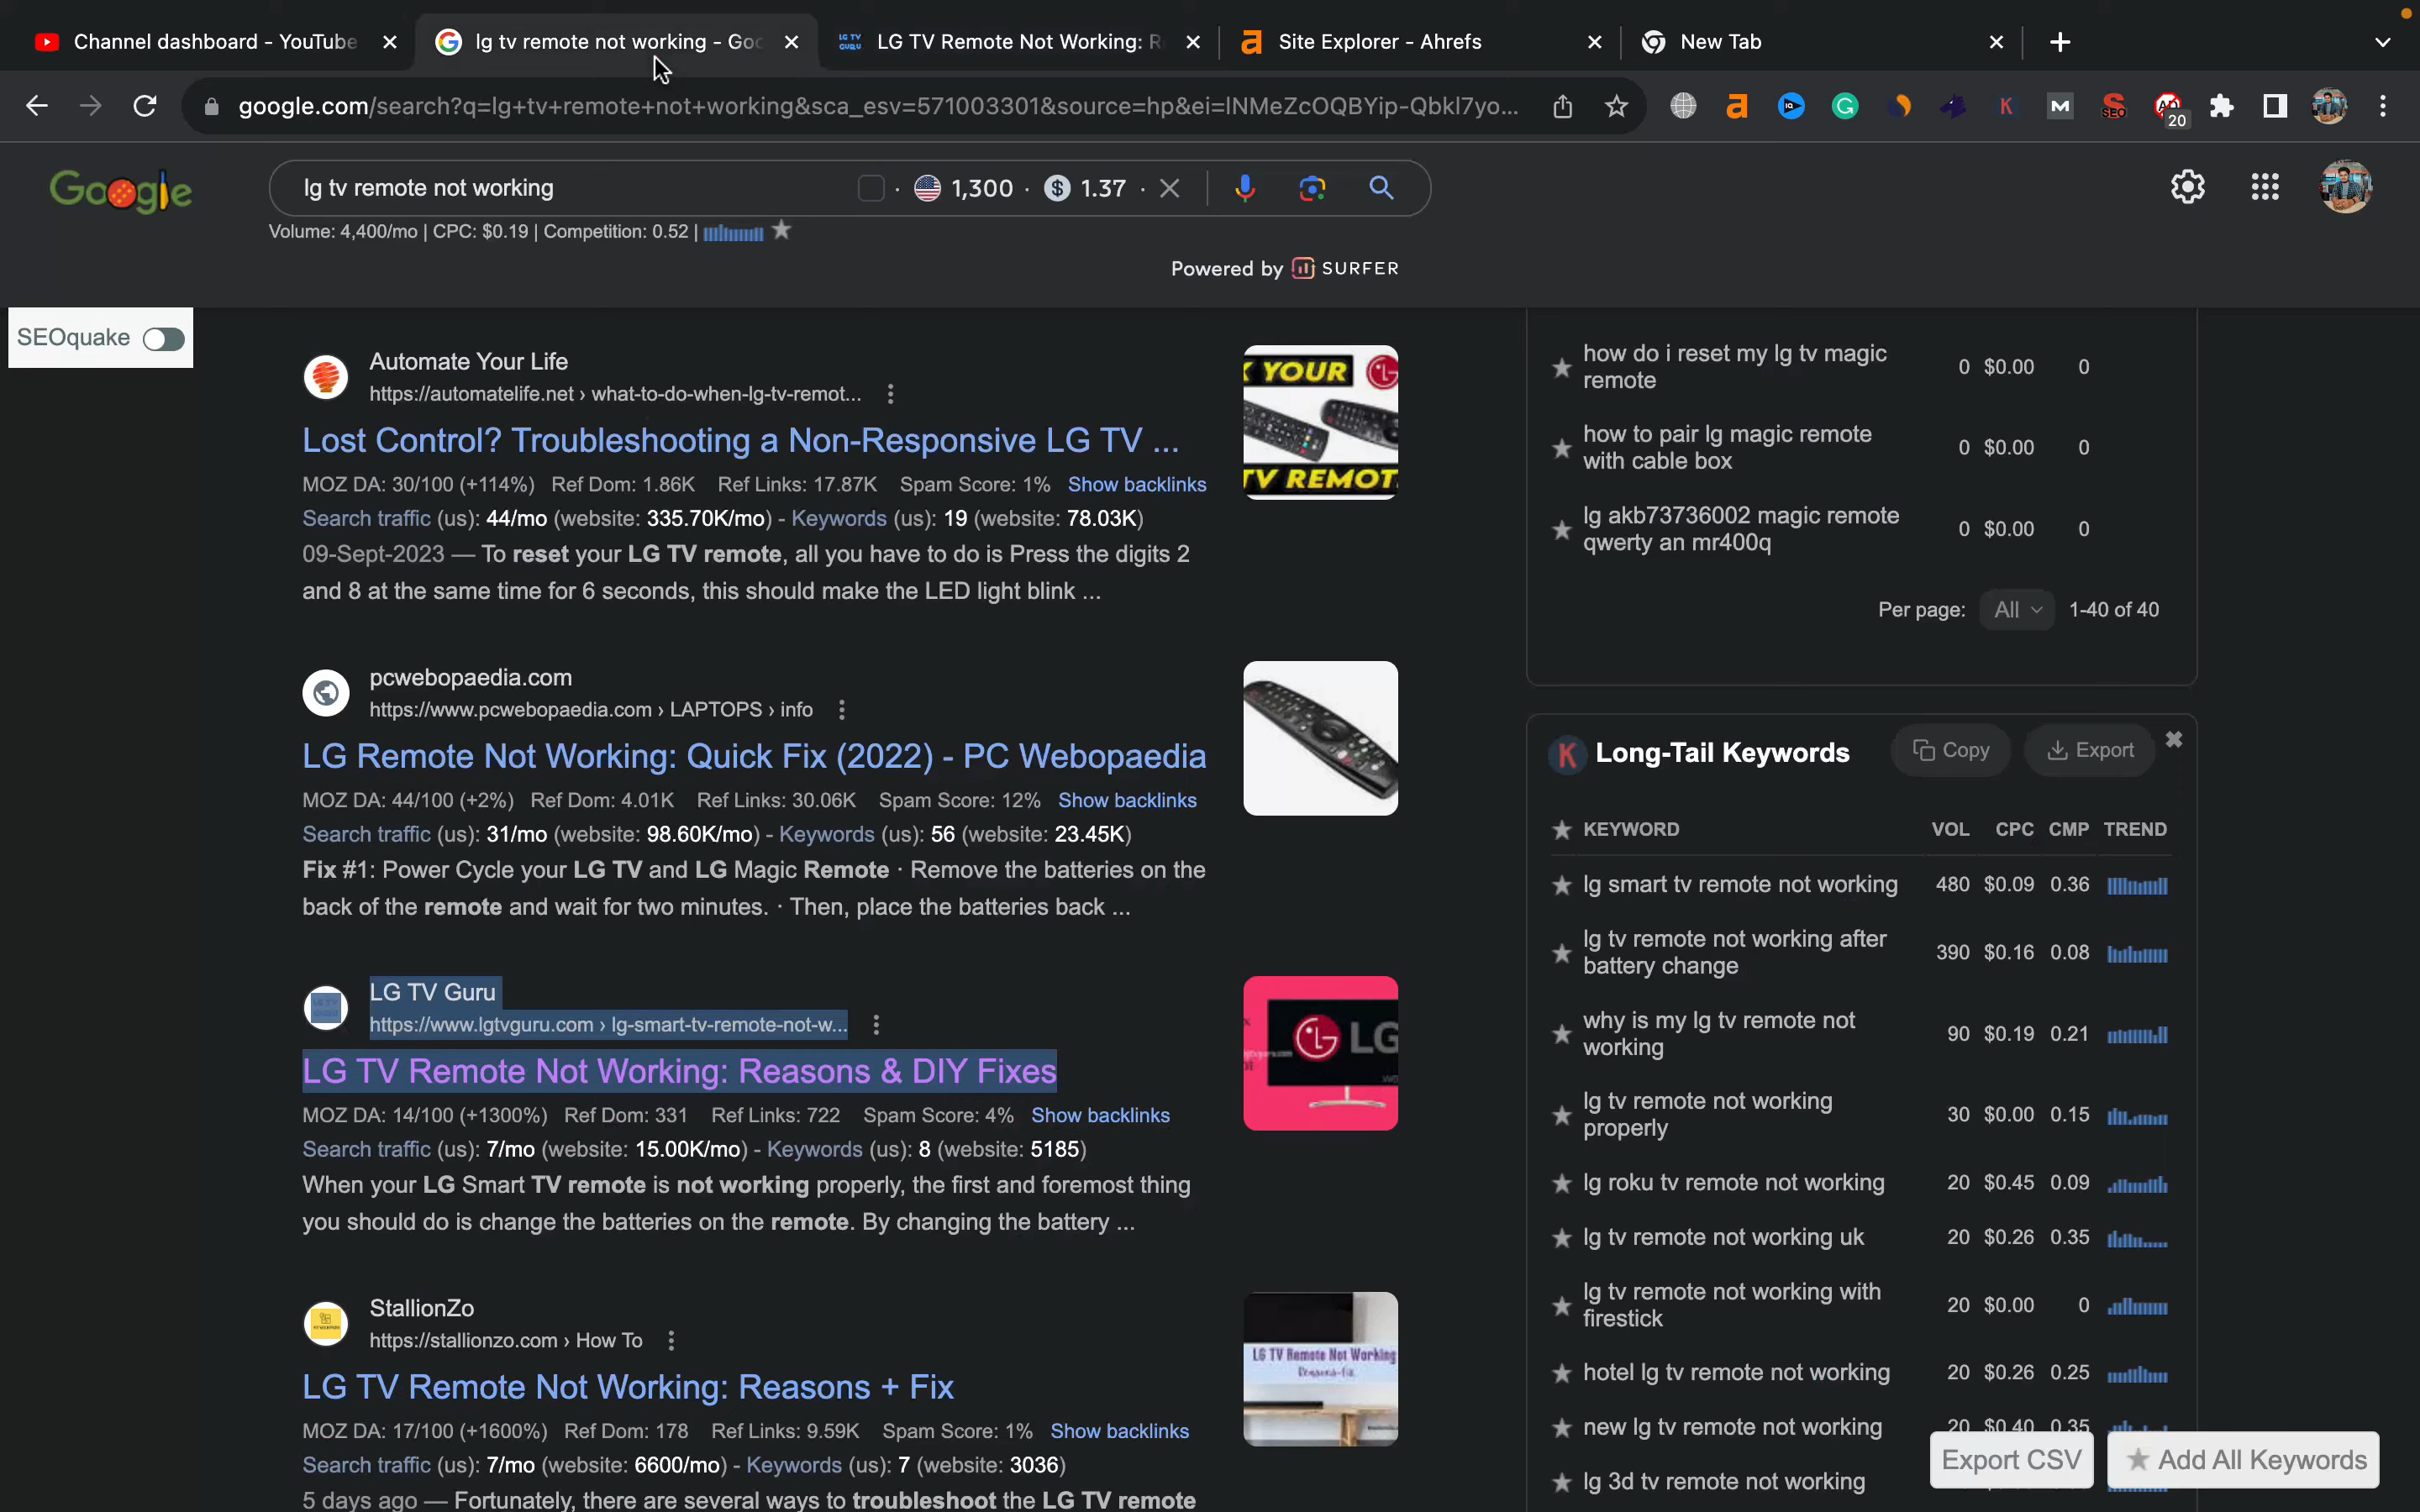 Channel dashboard - YouTube
lg tv remote not working - Goo
LG TV Remote Not Working: R
Site Explorer - Ahrefs
New Tab
google.com/search?q=lg+tv+remote+not+working&sca_esv=571003301&source=hp&ei=lNMeZcOQBYip-Qbkl7yo...
20
Google
lg tv remote not working
1,300 · $ 1.37 ·
Volume: 4,400/mo | CPC: $0.19 | Competition: 0.52 |
Powered by SURFER
SEOquake
Automate Your Life
https://automatelife.net › what-to-do-when-lg-tv-remot...
Lost Control? Troubleshooting a Non-Responsive LG TV ...
MOZ DA: 30/100 (+114%) Ref Dom: 1.86K Ref Links: 17.87K Spam Score: 1% Show backlinks
Search traffic (us): 44/mo (website: 335.70K/mo) - Keywords (us): 19 (website: 78.03K)
09-Sept-2023 — To reset your LG TV remote, all you have to do is Press the digits 2
and 8 at the same time for 6 seconds, this should make the LED light blink ...
YOUR
TV REMOT
pcwebopaedia.com
https://www.pcwebopaedia.com › LAPTOPS › info
LG Remote Not Working: Quick Fix (2022) - PC Webopaedia
MOZ DA: 44/100 (+2%) Ref Dom: 4.01K Ref Links: 30.06K Spam Score: 12% Show backlinks
Search traffic (us): 31/mo (website: 98.60K/mo) - Keywords (us): 56 (website: 23.45K)
Fix #1: Power Cycle your LG TV and LG Magic Remote · Remove the batteries on the
back of the remote and wait for two minutes. · Then, place the batteries back ...
LG TV Guru
https://www.lgtvguru.com › lg-smart-tv-remote-not-w...
LG TV Remote Not Working: Reasons & DIY Fixes
MOZ DA: 14/100 (+1300%) Ref Dom: 331 Ref Links: 722 Spam Score: 4% Show backlinks
Search traffic (us): 7/mo (website: 15.00K/mo) - Keywords (us): 8 (website: 5185)
When your LG Smart TV remote is not working properly, the first and foremost thing
you should do is change the batteries on the remote. By changing the battery ...
LG
StallionZo
https://stallionzo.com › How To
LG TV Remote Not Working: Reasons + Fix
MOZ DA: 17/100 (+1600%) Ref Dom: 178 Ref Links: 9.59K Spam Score: 1% Show backlinks
Search traffic (us): 7/mo (website: 6600/mo) - Keywords (us): 7 (website: 3036)
5 days ago — Fortunately, there are several ways to troubleshoot the LG TV remote
LG TV Remote Not Working
how do i reset my lg tv magic
remote 0 $0.00 0
how to pair lg magic remote
with cable box 0 $0.00 0
lg akb73736002 magic remote
qwerty an mr400q 0 $0.00 0
Per page: All 1-40 of 40
K Long-Tail Keywords Copy Export
KEYWORD VOL CPC CMP TREND
lg smart tv remote not working 480 $0.09 0.36
lg tv remote not working after
battery change 390 $0.16 0.08
why is my lg tv remote not
working 90 $0.19 0.21
lg tv remote not working
properly 30 $0.00 0.15
lg roku tv remote not working 20 $0.45 0.09
lg tv remote not working uk 20 $0.26 0.35
lg tv remote not working with
firestick 20 $0.00 0
hotel lg tv remote not working 20 $0.26 0.25
new lg tv remote not working 20 $0.40 0.35
lg 3d tv remote not working
Export CSV
Add All Keywords